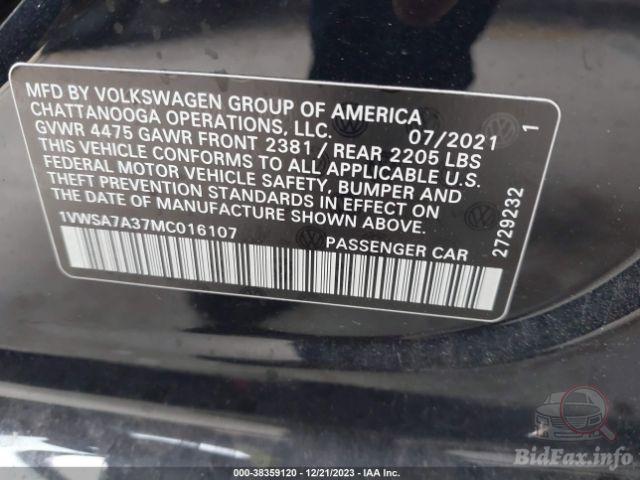 MFD BY VOLKSWAGEN GROUP OF AMERICA
CHATTANOOGA OPERATIONS, LLC. 07/2021
GVWR 4475 GAWR FRONT 2381 / REAR 2205 LBS
THIS VEHICLE CONFORMS TO ALL APPLICABLE U.S.
FEDERAL MOTOR VEHICLE SAFETY, BUMPER AND
THEFT PREVENTION STANDARDS IN EFFECT ON THE
DATE OF MANUFACTURE SHOWN ABOVE.
1VWSA7A37MC016107
PASSENGER CAR
2729232
1
000-38359120 - 12/21/2023 - IAA Inc.
BidFax.info